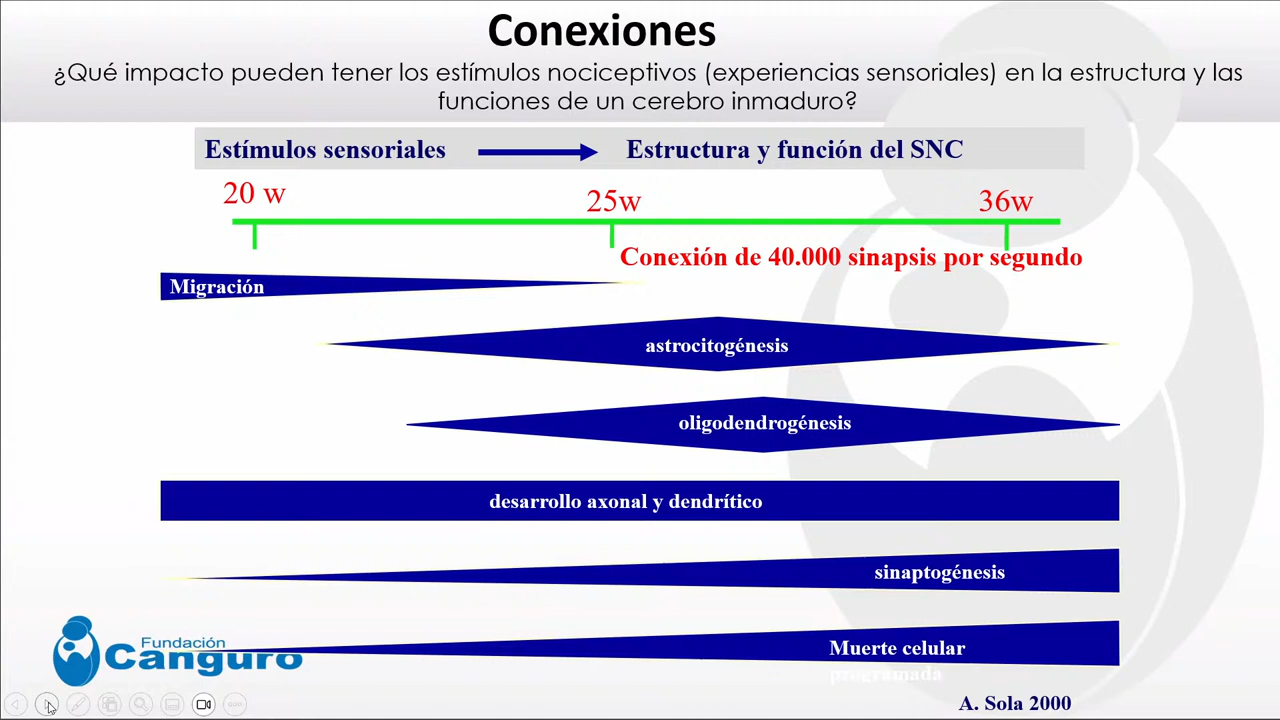 Conexiones
¿Qué impacto pueden tener los estímulos nociceptivos (experiencias sensoriales) en la estructura y las
funciones de un cerebro inmaduro?
Estímulos sensoriales Estructura y función del SNC
20 w 25w 36w
Conexión de 40.000 sinapsis por segundo
Migración
astrocitogénesis
oligodendrogénesis
desarrollo axonal y dendrítico
sinaptogénesis
Fundación
Canguro
Muerte celular
programada
A. Sola 2000